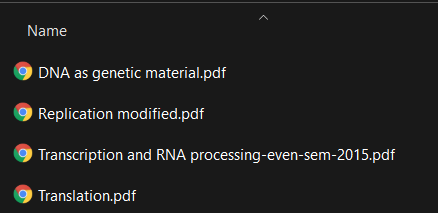 Name
DNA as genetic material.pdf
Replication modified.pdf
Transcription and RNA processing-even-sem-2015.pdf
Translation.pdf